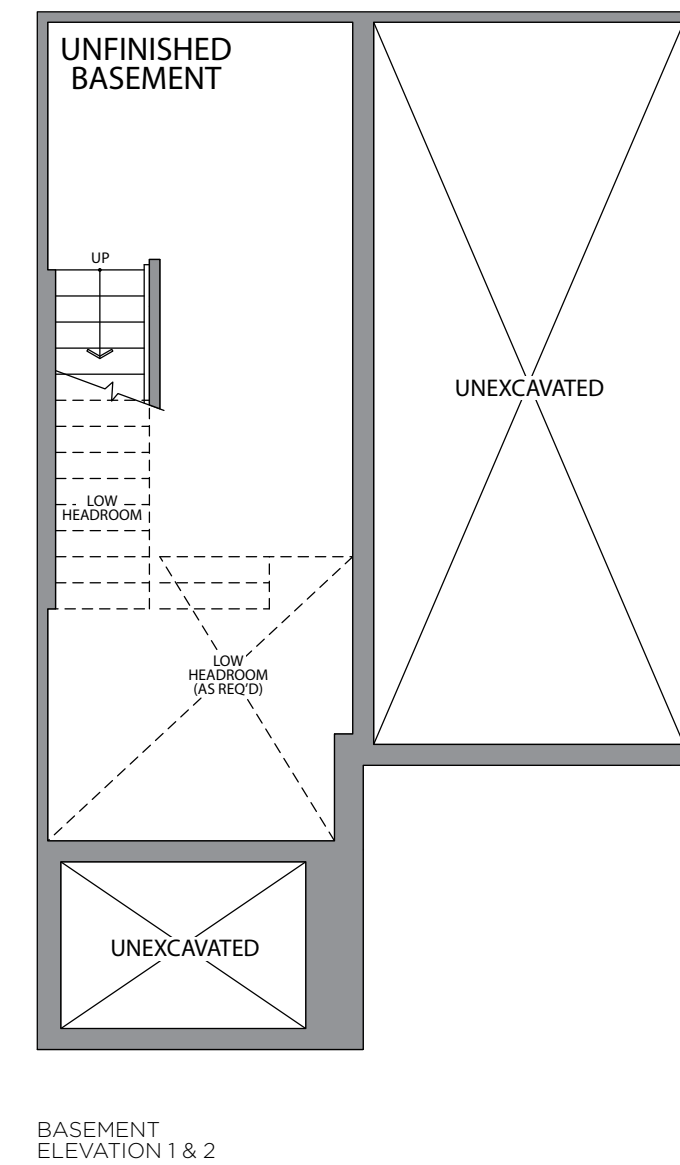 UNFINISHED
BASEMENT
UP
UNEXCAVATED
LOW
HEADROOM
LOW
HEADROOM
(AS REQ'D)
UNEXCAVATED
BASEMENT
ELEVATION 1 & 2